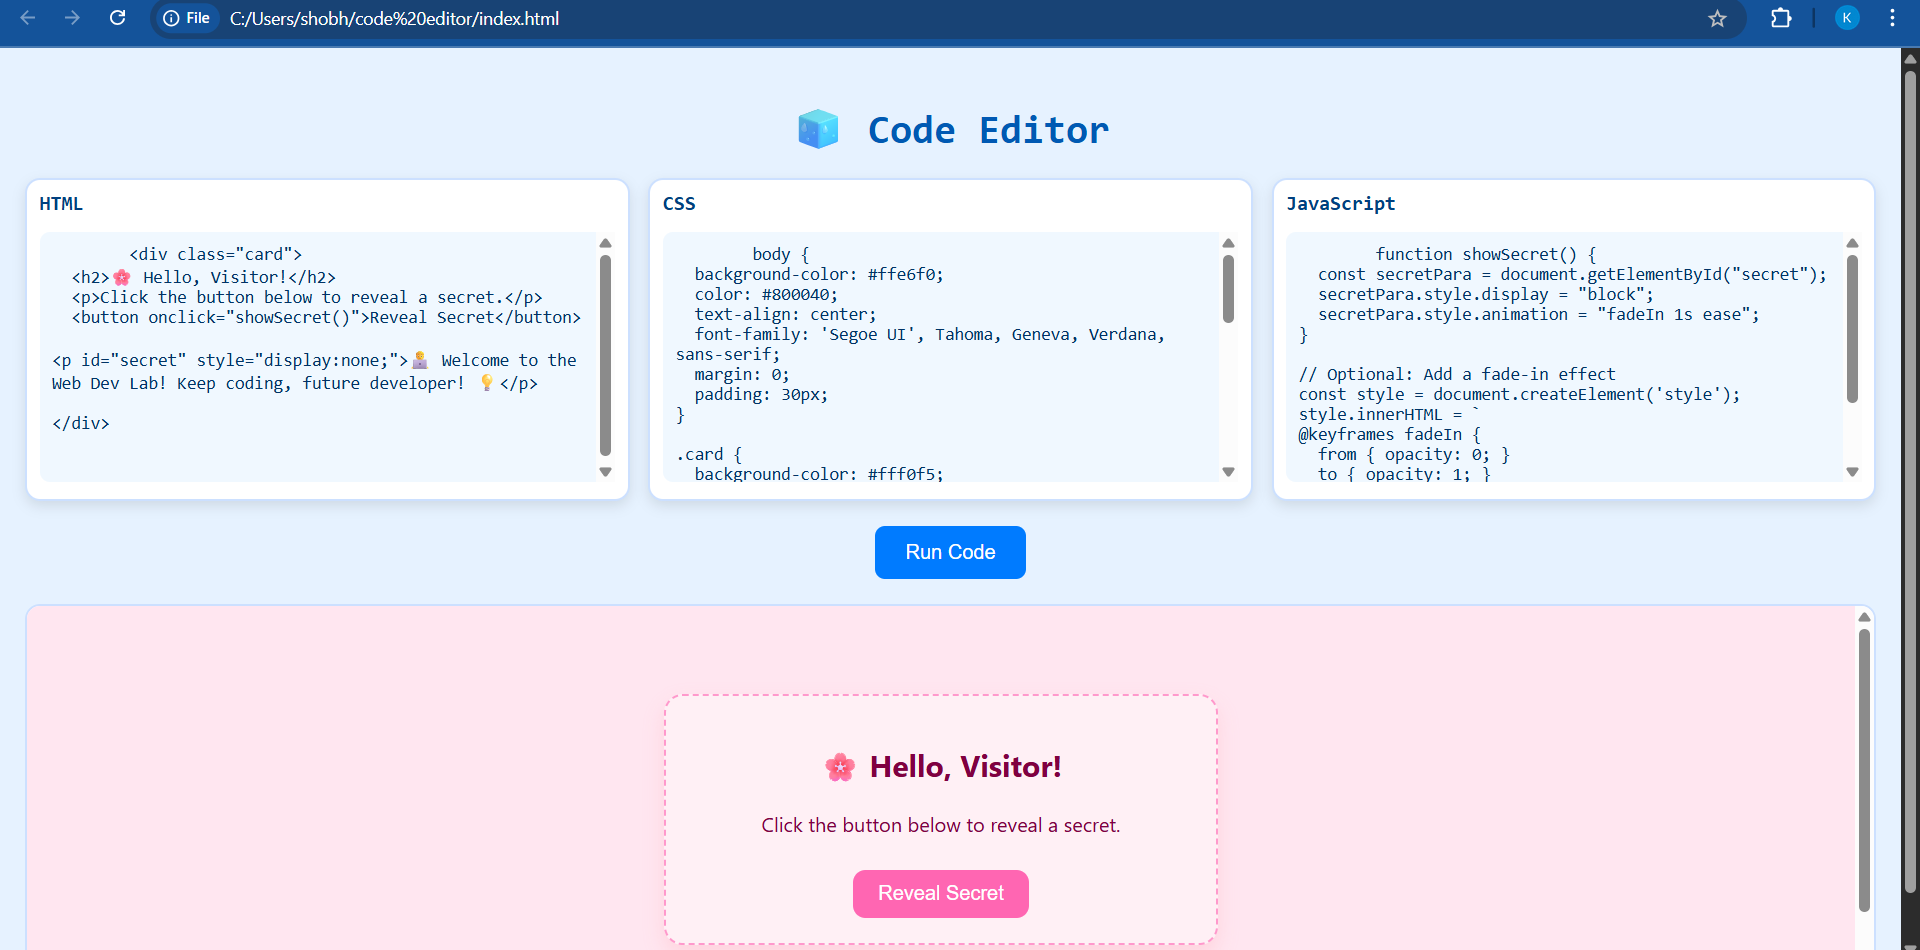 File C:/Users/shobh/code%20editor/index.html K
🧊 Code Editor
HTML
<div class="card">
<h2>🌸 Hello, Visitor!</h2>
<p>Click the button below to reveal a secret.</p>
<button onclick="showSecret()">Reveal Secret</button>
<p id="secret" style="display:none;">👩‍💻 Welcome to the
Web Dev Lab! Keep coding, future developer! 💡</p>
</div>
CSS
body {
background-color: #ffe6f0;
color: #800040;
text-align: center;
font-family: 'Segoe UI', Tahoma, Geneva, Verdana,
sans-serif;
margin: 0;
padding: 30px;
}
.card {
background-color: #fff0f5;
JavaScript
function showSecret() {
const secretPara = document.getElementById("secret");
secretPara.style.display = "block";
secretPara.style.animation = "fadeIn 1s ease";
}
// Optional: Add a fade-in effect
const style = document.createElement('style');
style.innerHTML = `
@keyframes fadeIn {
from { opacity: 0; }
to { opacity: 1; }
Run Code
🌸 Hello, Visitor!
Click the button below to reveal a secret.
Reveal Secret